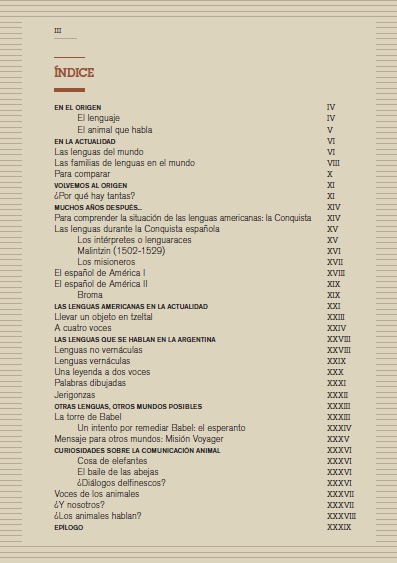 III
ÍNDICE
EN EL ORIGEN IV
El lenguaje IV
El animal que habla V
EN LA ACTUALIDAD VI
Las lenguas del mundo VI
Las familias de lenguas en el mundo VIII
Para comparar X
VOLVEMOS AL ORIGEN XI
¿Por qué hay tantas? XI
MUCHOS AÑOS DESPUÉS... XIV
Para comprender la situación de las lenguas americanas: la Conquista XIV
Las lenguas durante la Conquista española XV
Los intérpretes o lenguaraces XV
Malintzin (1502-1529) XVI
Los misioneros XVII
El español de América I XVIII
El español de América II XIX
Broma XIX
LAS LENGUAS AMERICANAS EN LA ACTUALIDAD XXI
Llevar un objeto en tzeltal XXIII
A cuatro voces XXIV
LAS LENGUAS QUE SE HABLAN EN LA ARGENTINA XXVIII
Lenguas no vernáculas XXVIII
Lenguas vernáculas XXIX
Una leyenda a dos voces XXX
Palabras dibujadas XXXI
Jerigonzas XXXII
OTRAS LENGUAS, OTROS MUNDOS POSIBLES XXXIII
La torre de Babel XXXIII
Un intento por remediar Babel: el esperanto XXXIV
Mensaje para otros mundos: Misión Voyager XXXV
CURIOSIDADES SOBRE LA COMUNICACIÓN ANIMAL XXXVI
Cosa de elefantes XXXVI
El baile de las abejas XXXVI
¿Diálogos delfinescos? XXXVI
Voces de los animales XXXVII
¿Y nosotros? XXXVII
¿Los animales hablan? XXXVIII
EPÍLOGO XXXIX